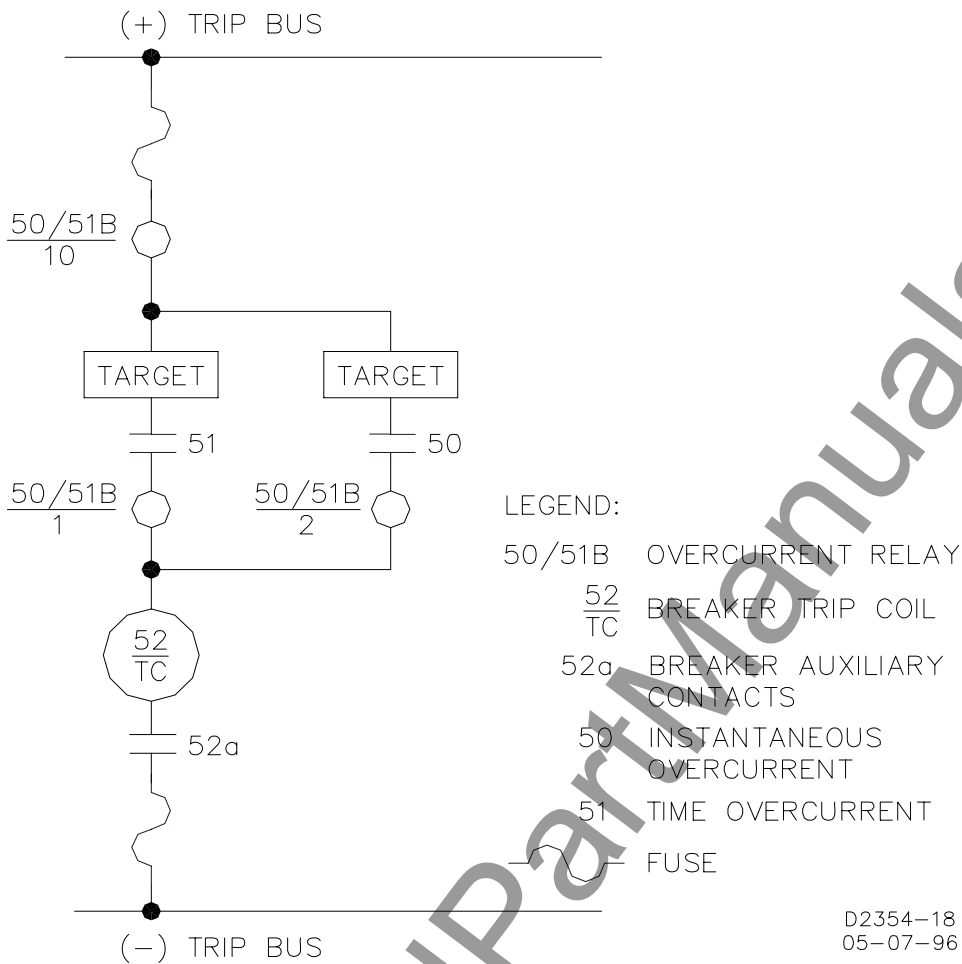 (+) TRIP BUS
50/51B
10
TARGET
TARGET
51
50
50/51B
1
50/51B
2
52
TC
52a
(-) TRIP BUS
LEGEND:
50/51B OVERCURRENT RELAY
52
TC BREAKER TRIP COIL
52a BREAKER AUXILIARY
CONTACTS
50 INSTANTANEOUS
OVERCURRENT
51 TIME OVERCURRENT
FUSE
D2354-18
05-07-96